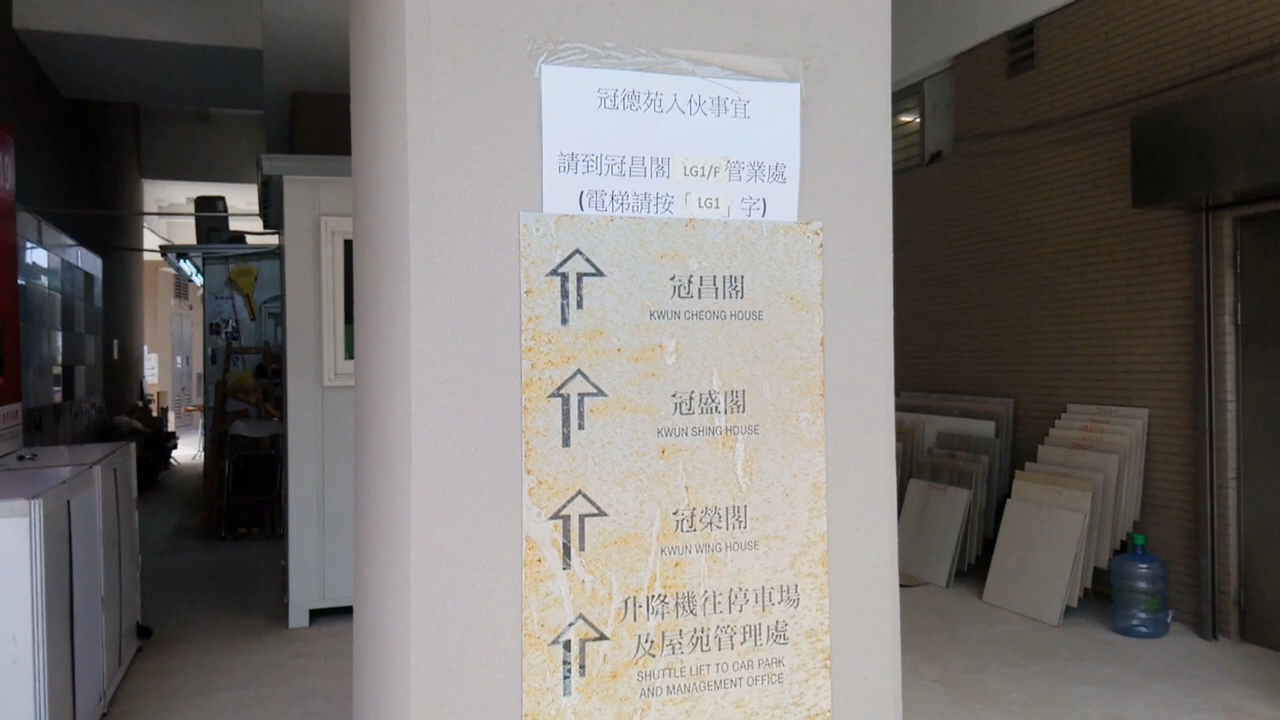 冠德苑入伙事宜
請到冠昌閣 LG1/F 管業處
(電梯請按「 LG1 」字)
冠昌閣
KWUN CHEONG HOUSE
冠盛閣
KWUN SHING HOUSE
冠榮閣
KWUN WING HOUSE
升降機往停車場
及屋苑管理處
SHUTTLE LIFT TO CAR PARK
AND MANAGEMENT OFFICE